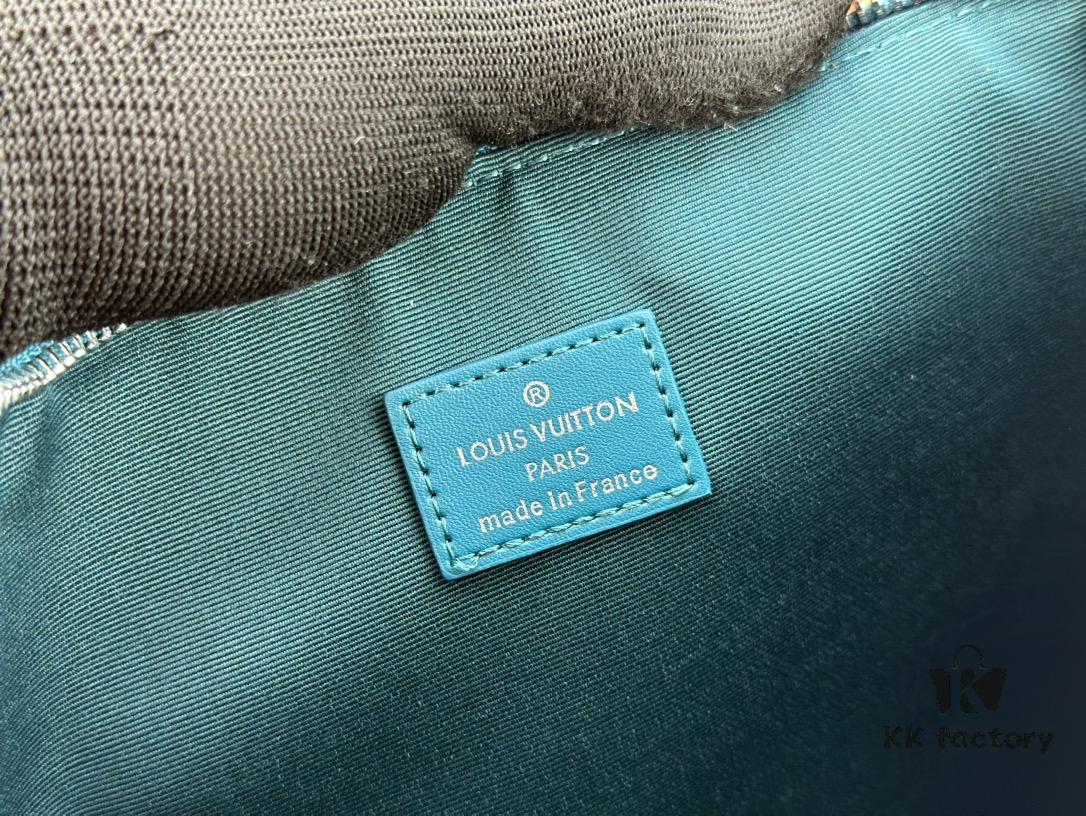 ®
LOUIS VUITTON
PARIS
made in France
K
KK factory